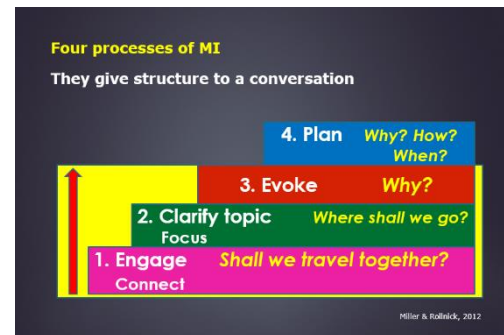 Four processes of MI
They give structure to a conversation
4. Plan Why? How?
When?
3. Evoke Why?
2. Clarify topic Where shall we go?
Focus
1. Engage Shall we travel together?
Connect
Miller & Rollnick, 2012